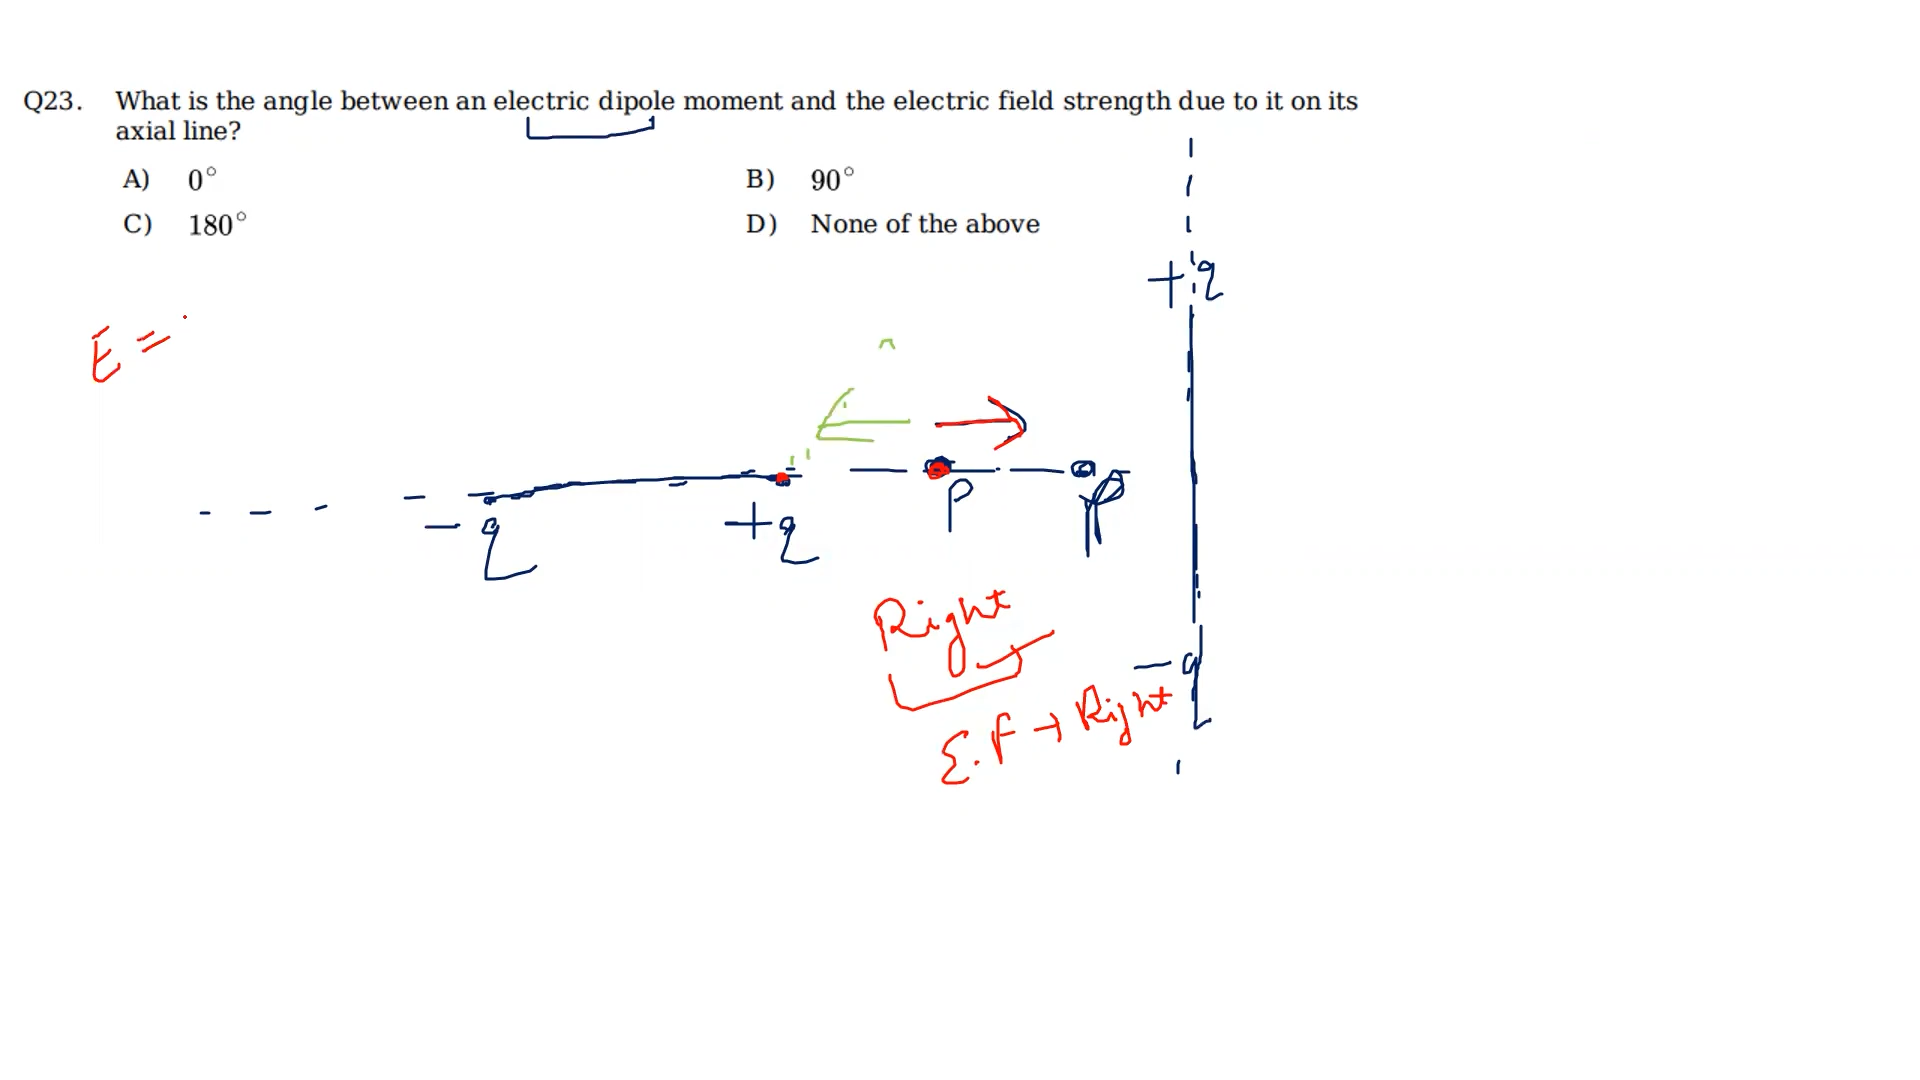 Q23. What is the angle between an electric dipole moment and the electric field strength due to it on its
axial line?
A) 0° B) 90°
C) 180° D) None of the above
+q
E =
-q +q P P
Right
-q
E.F → Right